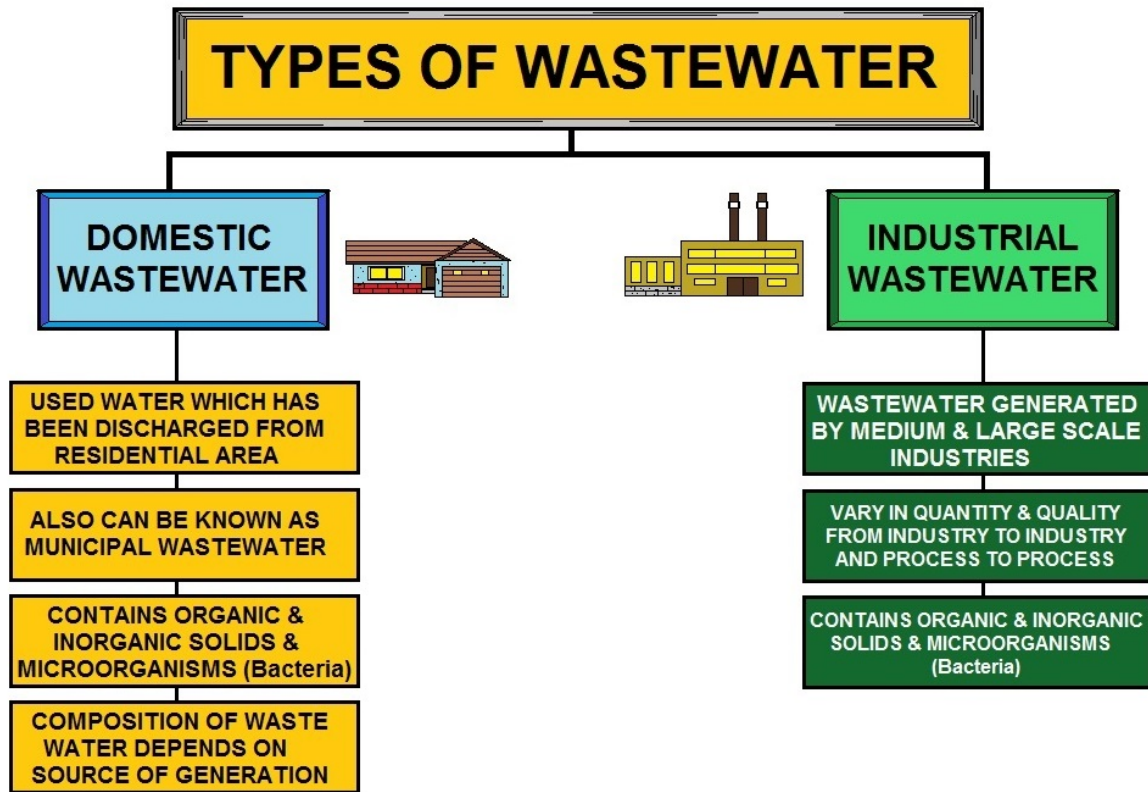 TYPES OF WASTEWATER
DOMESTIC
WASTEWATER
USED WATER WHICH HAS
BEEN DISCHARGED FROM
RESIDENTIAL AREA
ALSO CAN BE KNOWN AS
MUNICIPAL WASTEWATER
CONTAINS ORGANIC &
INORGANIC SOLIDS &
MICROORGANISMS (Bacteria)
COMPOSITION OF WASTE
WATER DEPENDS ON
SOURCE OF GENERATION
INDUSTRIAL
WASTEWATER
WASTEWATER GENERATED
BY MEDIUM & LARGE SCALE
INDUSTRIES
VARY IN QUANTITY & QUALITY
FROM INDUSTRY TO INDUSTRY
AND PROCESS TO PROCESS
CONTAINS ORGANIC & INORGANIC
SOLIDS & MICROORGANISMS
(Bacteria)